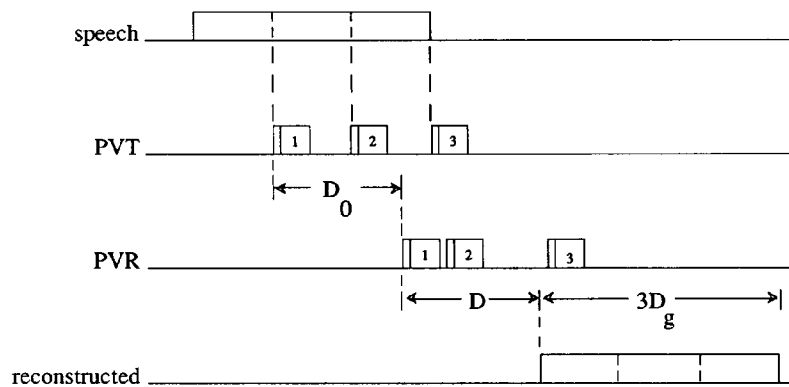 speech
PVT 1 2 3
D0
PVR 1 2 3
D 3Dg
reconstructed